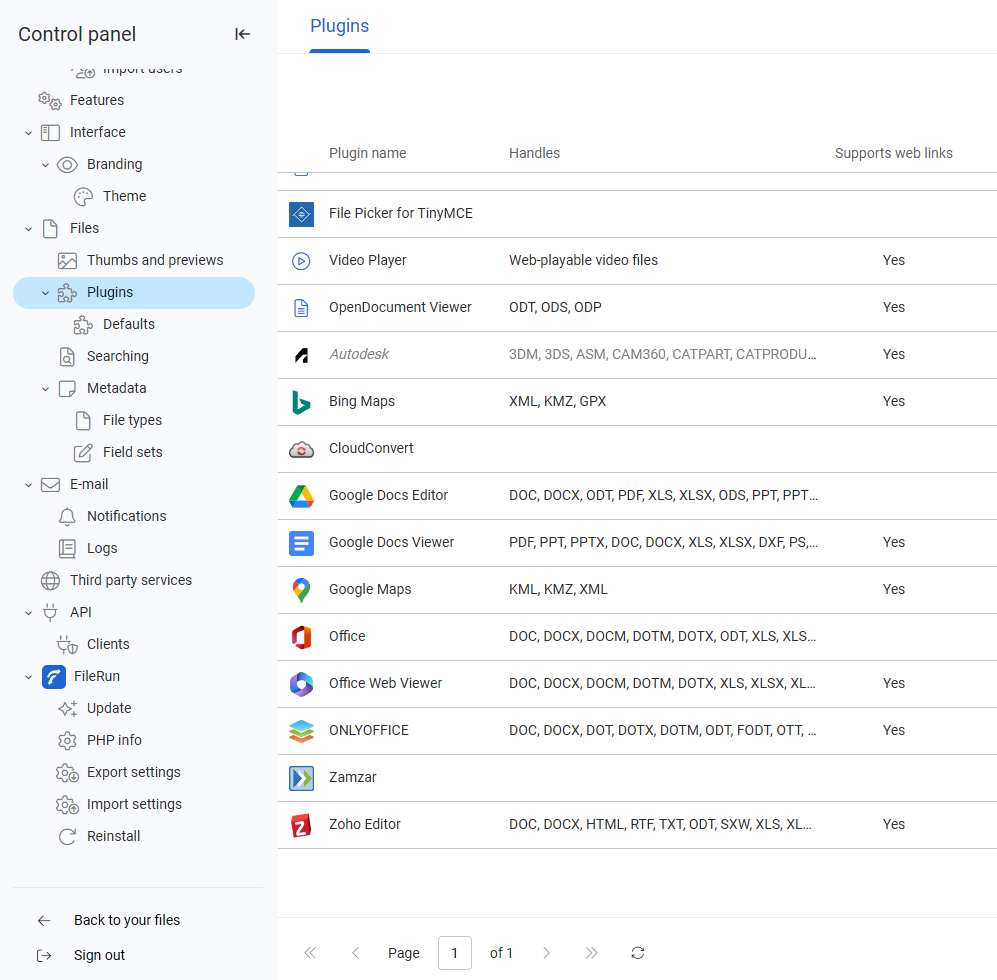 Control panel
Import users
Features
Interface
Branding
Theme
Files
Thumbs and previews
Plugins
Defaults
Searching
Metadata
File types
Field sets
E-mail
Notifications
Logs
Third party services
API
Clients
FileRun
Update
PHP info
Export settings
Import settings
Reinstall
Back to your files
Sign out
Plugins
Plugin name Handles Supports web links
File Picker for TinyMCE
Video Player Web-playable video files Yes
OpenDocument Viewer ODT, ODS, ODP Yes
Autodesk 3DM, 3DS, ASM, CAM360, CATPART, CATPRODU... Yes
Bing Maps XML, KMZ, GPX Yes
CloudConvert
Google Docs Editor DOC, DOCX, ODT, PDF, XLS, XLSX, ODS, PPT, PPT...
Google Docs Viewer PDF, PPT, PPTX, DOC, DOCX, XLS, XLSX, DXF, PS,... Yes
Google Maps KML, KMZ, XML Yes
Office DOC, DOCX, DOCM, DOTM, DOTX, ODT, XLS, XLS...
Office Web Viewer DOC, DOCX, DOCM, DOTM, DOTX, XLS, XLSX, XL... Yes
ONLYOFFICE DOC, DOCX, DOT, DOTX, DOTM, ODT, FODT, OTT, ... Yes
Zamzar
Zoho Editor DOC, DOCX, HTML, RTF, TXT, ODT, SXW, XLS, XL... Yes
Page 1 of 1